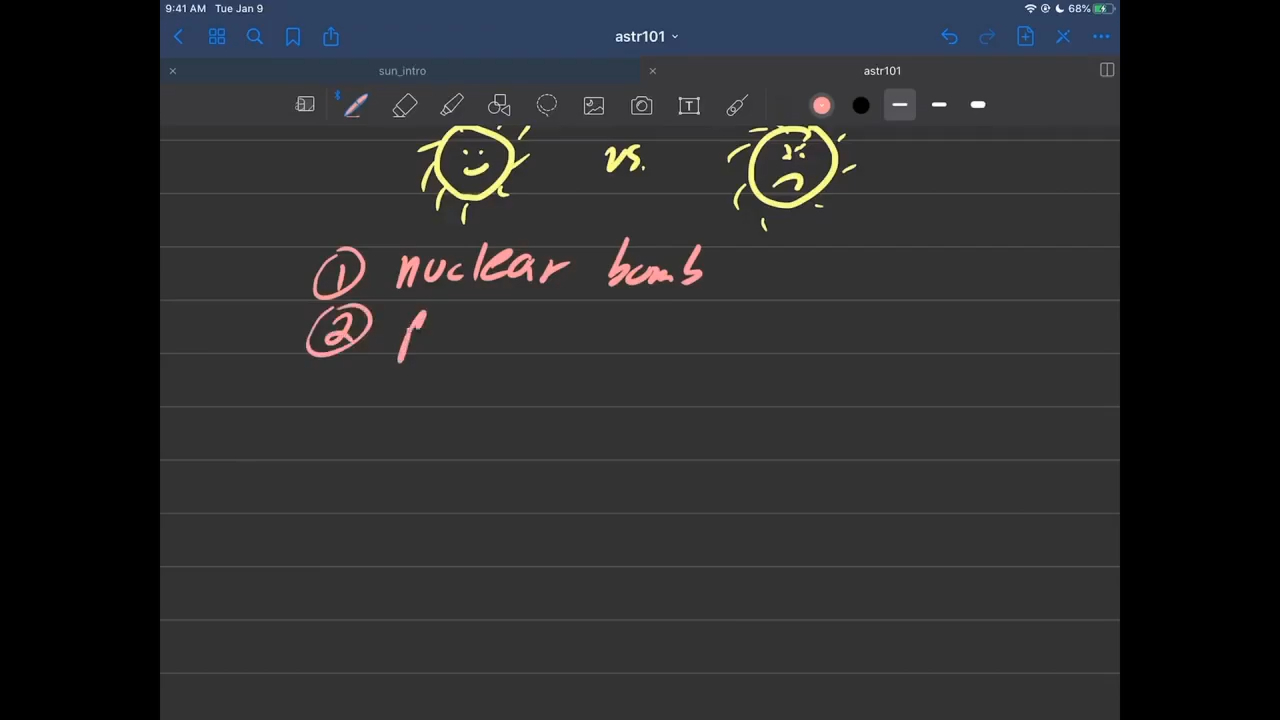 9:41 AM Tue Jan 9 68%
astr101
sun_intro astr101
T
vs.
① nuclear bomb
②